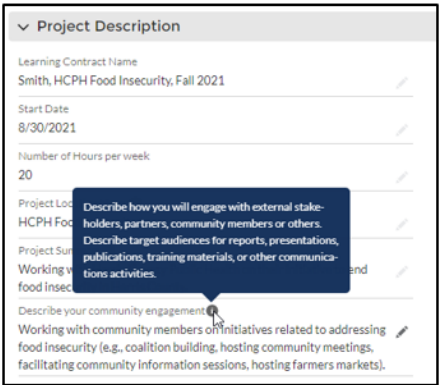 Project Description
Learning Contract Name
Smith, HCPH Food Insecurity, Fall 2021
Start Date
8/30/2021
Number of Hours per week
20
Project Loc
HCPH Foo
Describe how you will engage with external stake-
holders, partners, community members or others.
Describe target audiences for reports, presentations,
publications, training materials, or other communica-
tions activities.
Project Sum
Working w end
food insec
Describe your community engagement
Working with community members on initiatives related to addressing
food insecurity (e.g., coalition building, hosting community meetings,
facilitating community information sessions, hosting farmers markets).